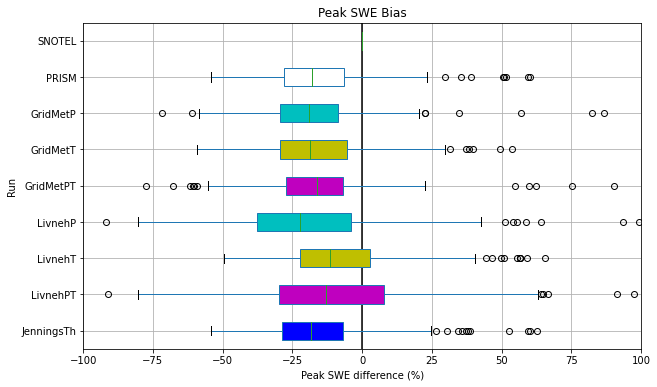 Peak SWE Bias
SNOTEL
PRISM
GridMetP
GridMetT
GridMetPT
LivnehP
LivnehT
LivnehPT
JenningsTh
Run
−100 −75 −50 −25 0 25 50 75 100
Peak SWE difference (%)